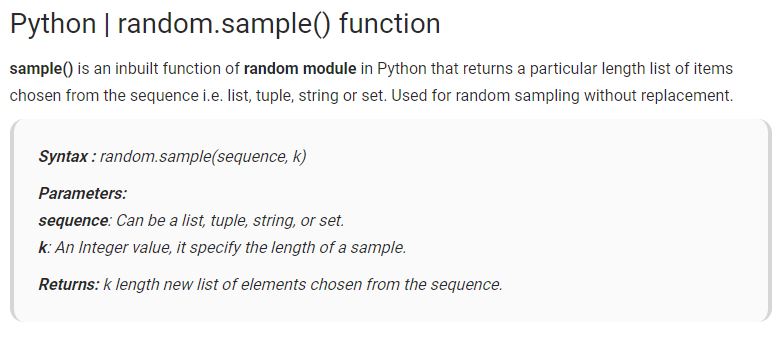 Python | random.sample() function
sample() is an inbuilt function of random module in Python that returns a particular length list of items
chosen from the sequence i.e. list, tuple, string or set. Used for random sampling without replacement.
Syntax : random.sample(sequence, k)
Parameters:
sequence: Can be a list, tuple, string, or set.
k: An Integer value, it specify the length of a sample.
Returns: k length new list of elements chosen from the sequence.